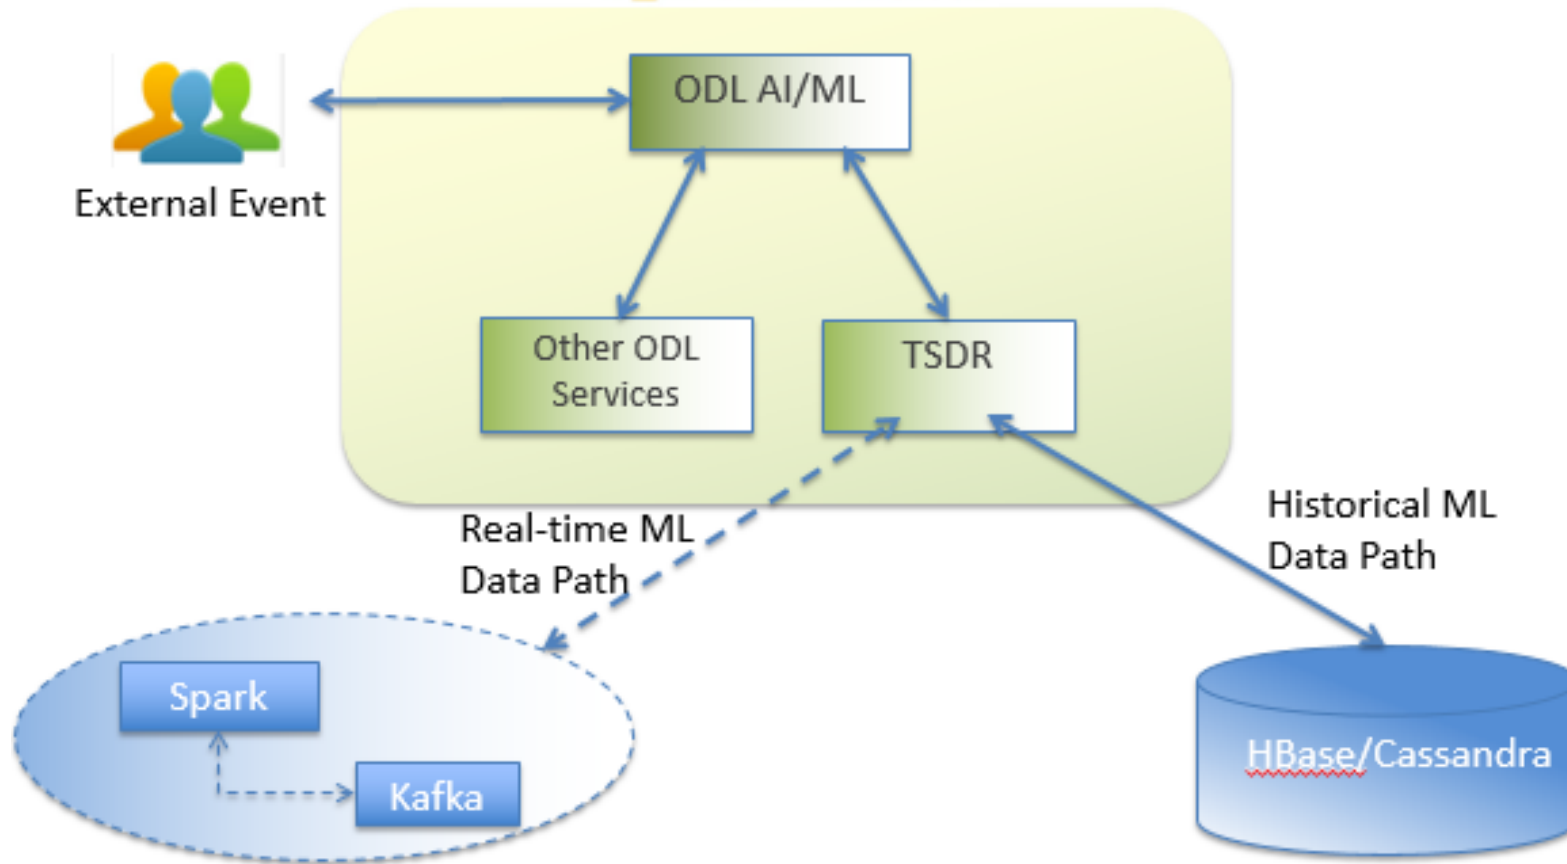 ODL AI/ML
External Event
Other ODL
Services
TSDR
Real-time ML
Data Path
Historical ML
Data Path
Spark
Kafka
HBase/Cassandra